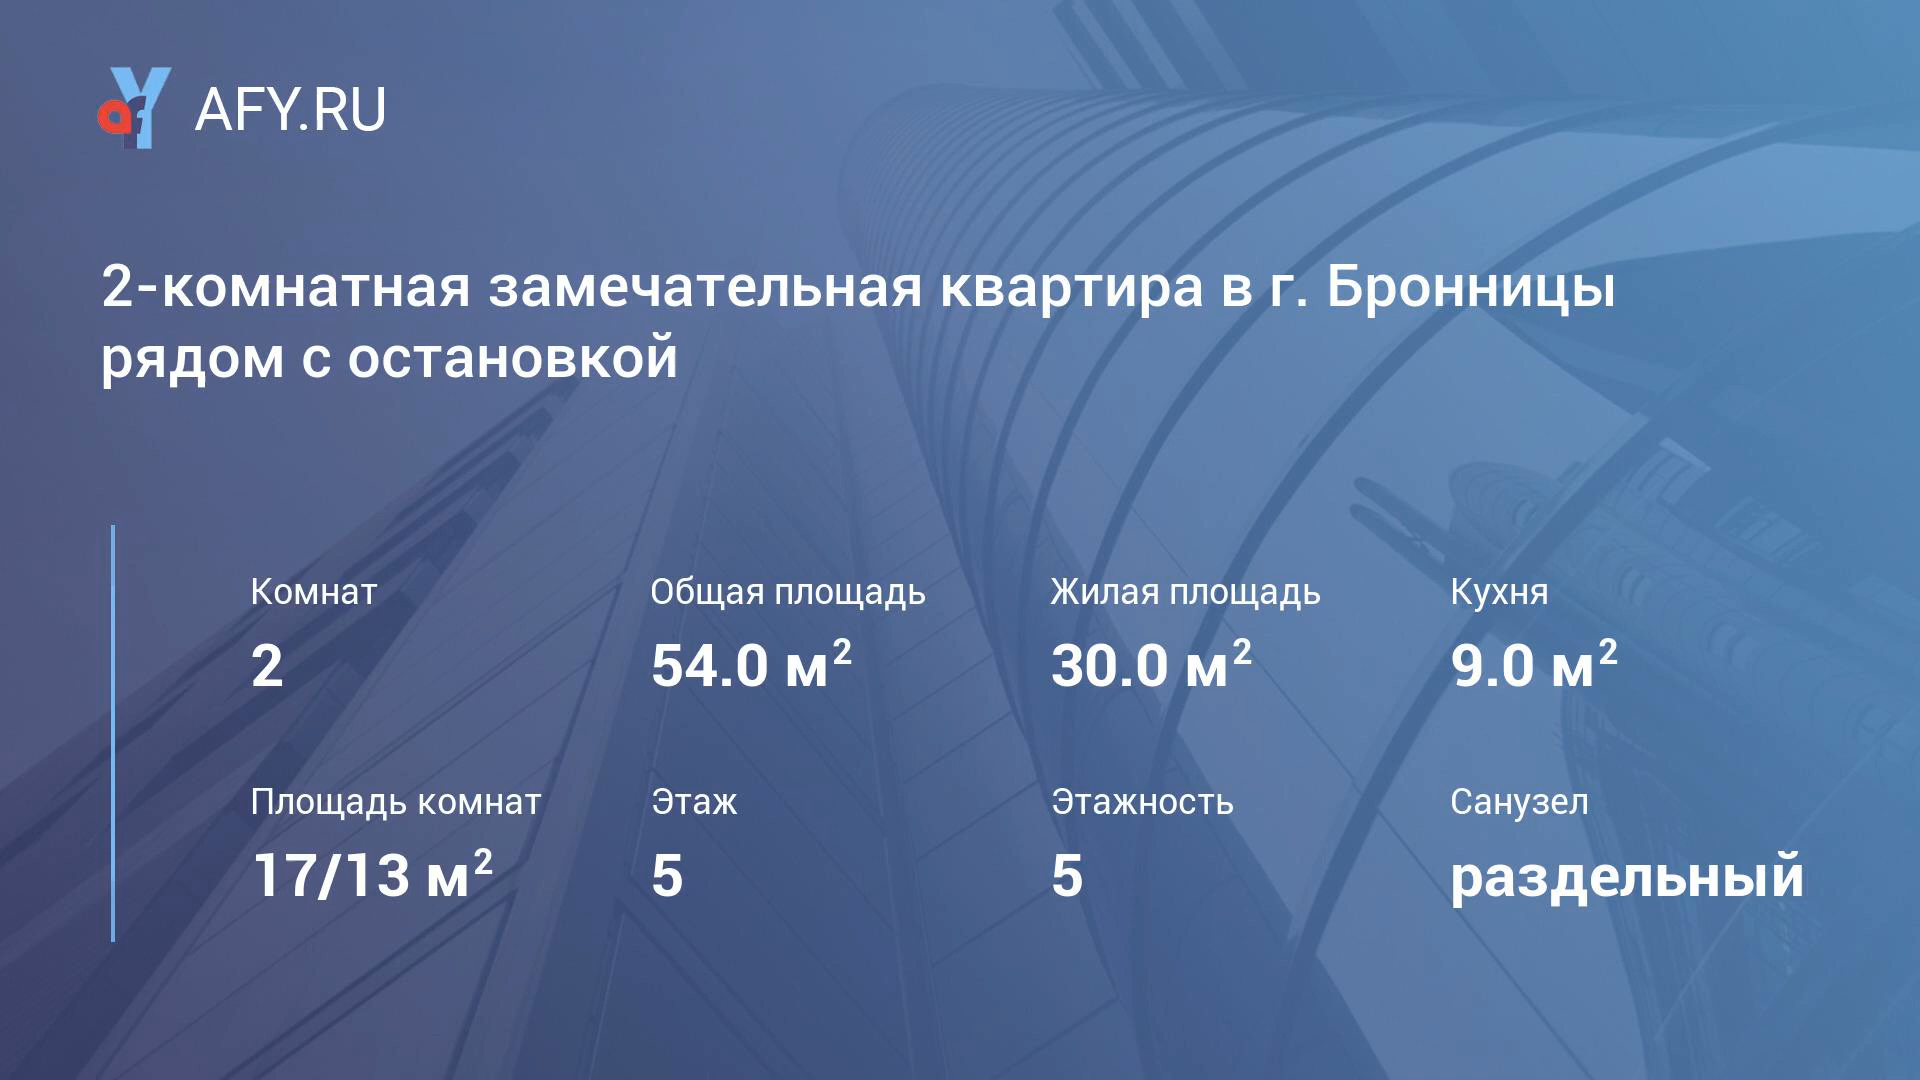 afY AFY.RU
2-комнатная замечательная квартира в г. Бронницы
рядом с остановкой
Комнат
2
Общая площадь
54.0 м²
Жилая площадь
30.0 м²
Кухня
9.0 м²
Площадь комнат
17/13 м²
Этаж
5
Этажность
5
Санузел
раздельный